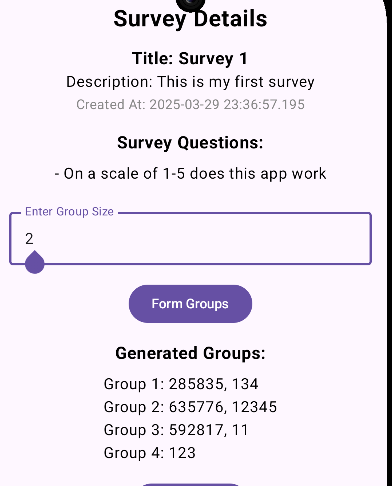 Survey Details
Title: Survey 1
Description: This is my first survey
Created At: 2025-03-29 23:36:57.195
Survey Questions:
- On a scale of 1-5 does this app work
Enter Group Size
2
Form Groups
Generated Groups:
Group 1: 285835, 134
Group 2: 635776, 12345
Group 3: 592817, 11
Group 4: 123